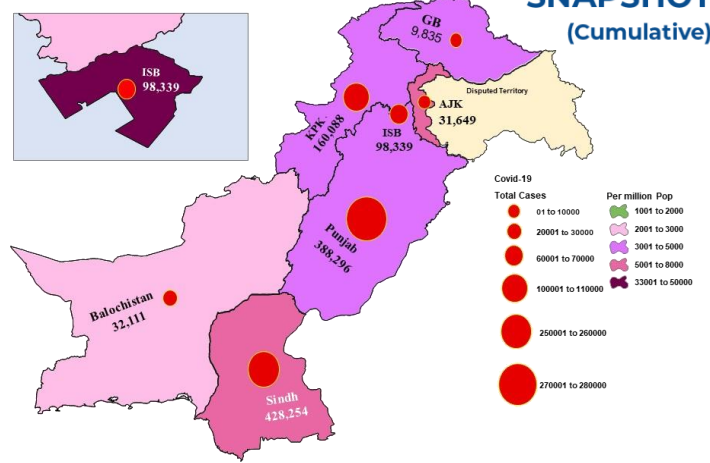 SNAPSHOT
(Cumulative)
ISB
98,339
GB
9,835
Disputed Territory
AJK
31,649
KPK.
160,088
ISB
98,339
Punjab
388,296
Balochistan
32,111
Sindh
428,254
Covid-19
Total Cases
01 to 10000
20001 to 30000
60001 to 70000
100001 to 110000
250001 to 260000
270001 to 280000
Per million Pop
1001 to 2000
2001 to 3000
3001 to 5000
5001 to 8000
33001 to 50000